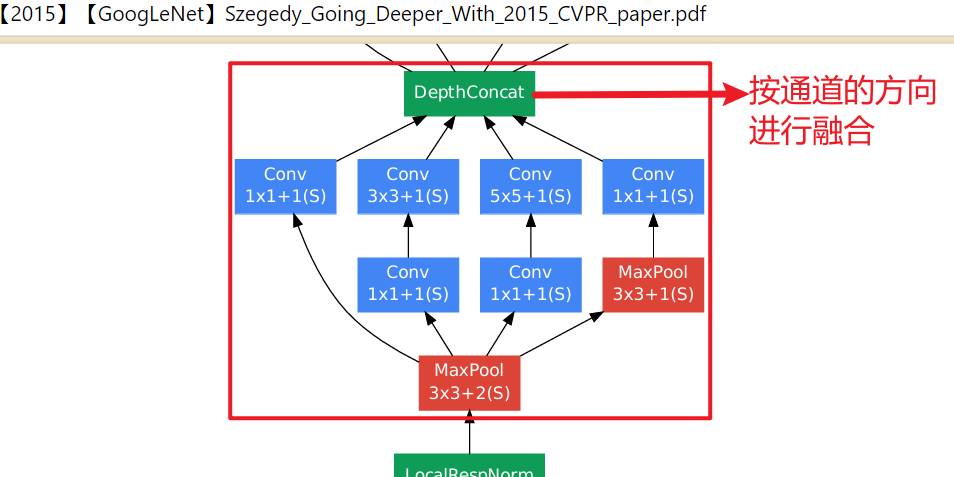 【2015】【GoogLeNet】Szegedy_Going_Deeper_With_2015_CVPR_paper.pdf
DepthConcat
按通道的方向
进行融合
Conv
1x1+1(S)
Conv
3x3+1(S)
Conv
5x5+1(S)
Conv
1x1+1(S)
Conv
1x1+1(S)
Conv
1x1+1(S)
MaxPool
3x3+1(S)
MaxPool
3x3+2(S)
LocalRespNorm